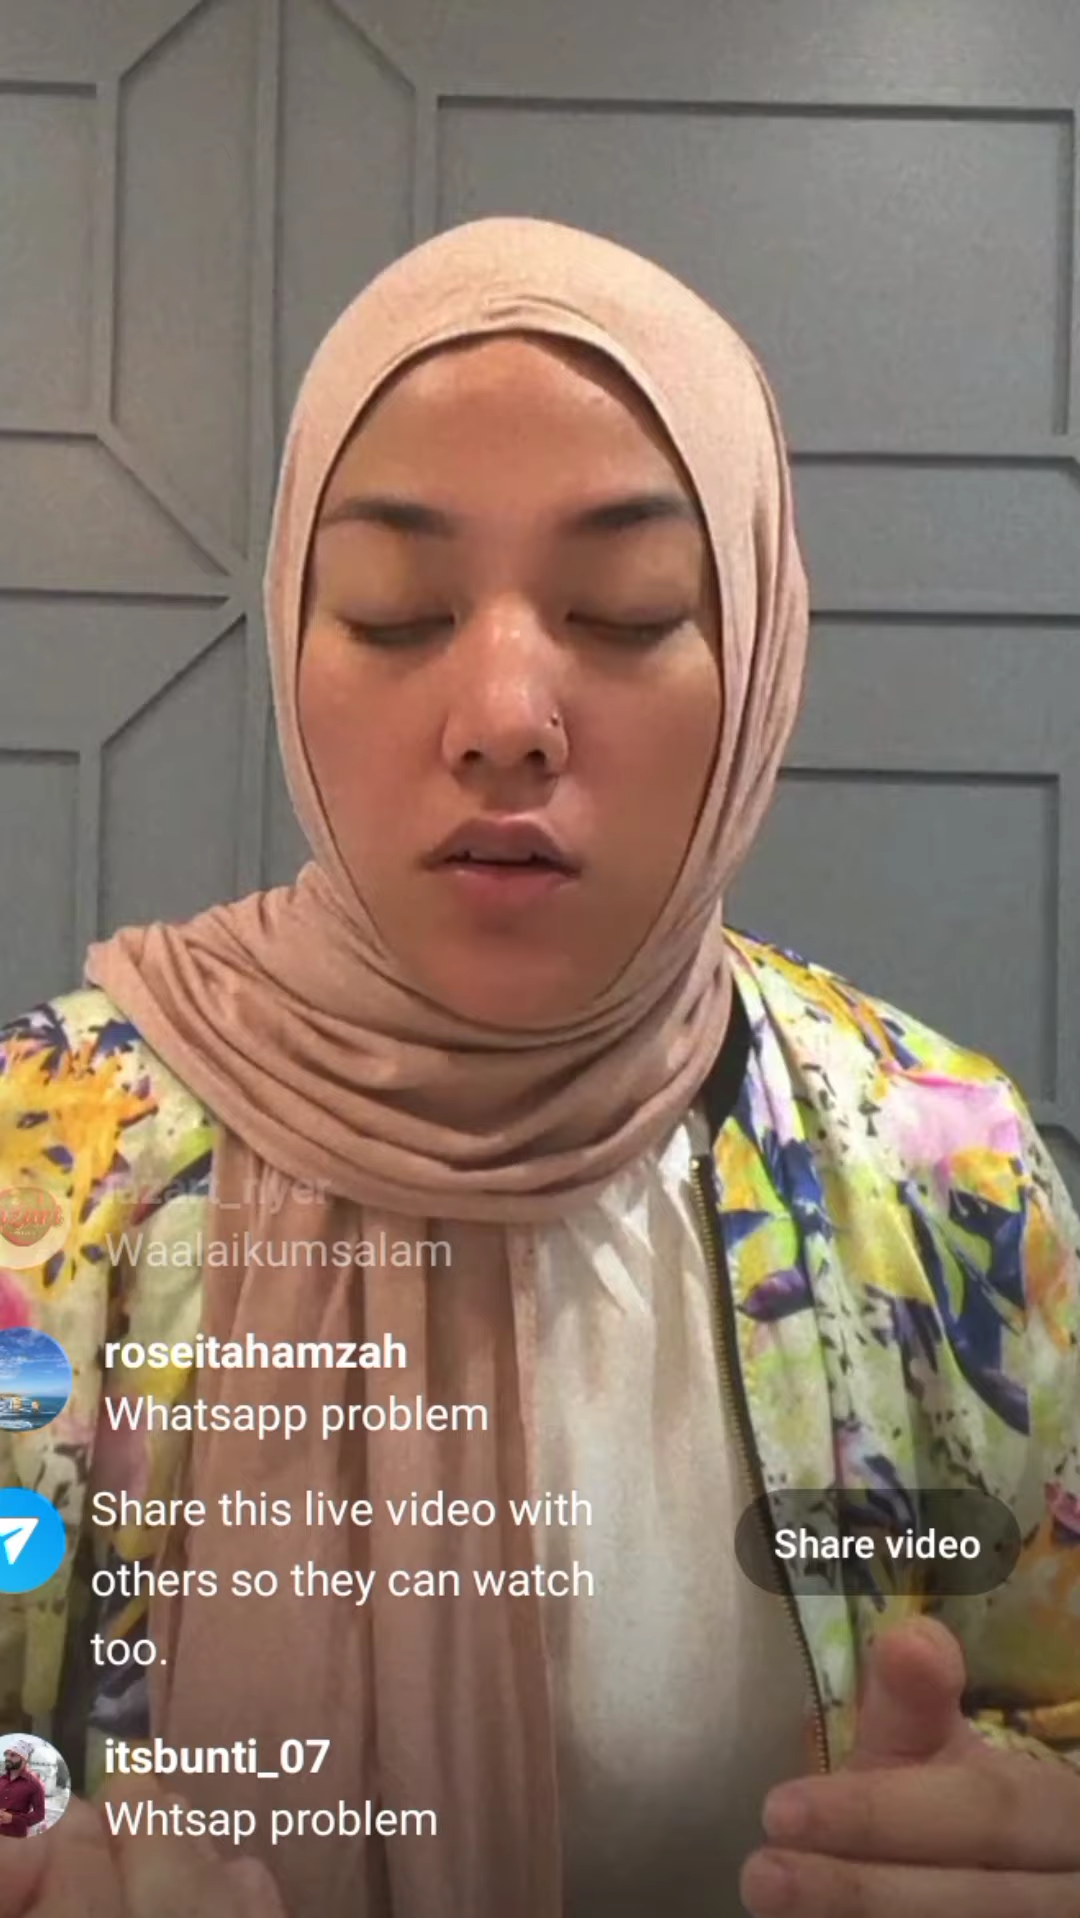 Waalaikumsalam
roseitahamzah
Whatsapp problem
Share this live video with
others so they can watch
too.
Share video
itsbunti_07
Whtsap problem